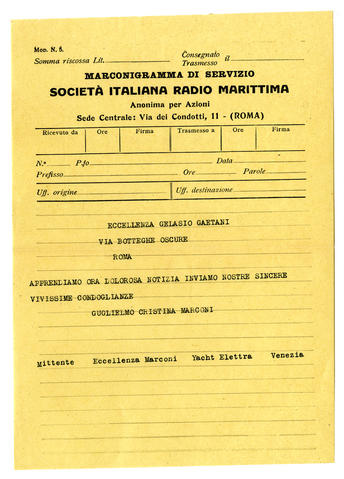 Mod. N. 5.
Somma riscossa Lit. Consegnato Trasmesso il
MARCONIGRAMMA DI SERVIZIO
SOCIETÀ ITALIANA RADIO MARITTIMA
Anonima per Azioni
Sede Centrale: Via dei Condotti, 11 - (ROMA)
Ricevuto da Ore Firma Trasmesso a Ore Firma
N.o P.fo Data
Prefisso Ore Parole
Uff. origine Uff. destinazione
ECCELLENZA GELASIO GAETANI
VIA BOTTEGHE OSCURE
ROMA
APPRENDIAMO ORA DOLOROSA NOTIZIA INVIAMO NOSTRE SINCERE
VIVISSIME CONDOGLIANZE
GUGLIELMO CRISTINA MARCONI
Mittente Eccellenza Marconi Yacht Elettra Venezia